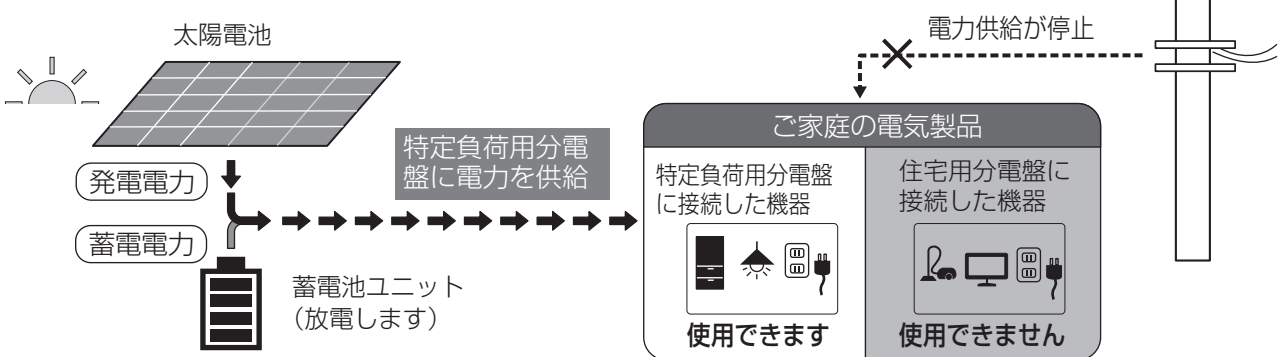 太陽電池
電力供給が停止
ご家庭の電気製品
特定負荷用分電
盤に電力を供給
特定負荷用分電盤
に接続した機器
住宅用分電盤に
接続した機器
発電電力
蓄電電力
蓄電池ユニット
(放電します)
使用できます
使用できません